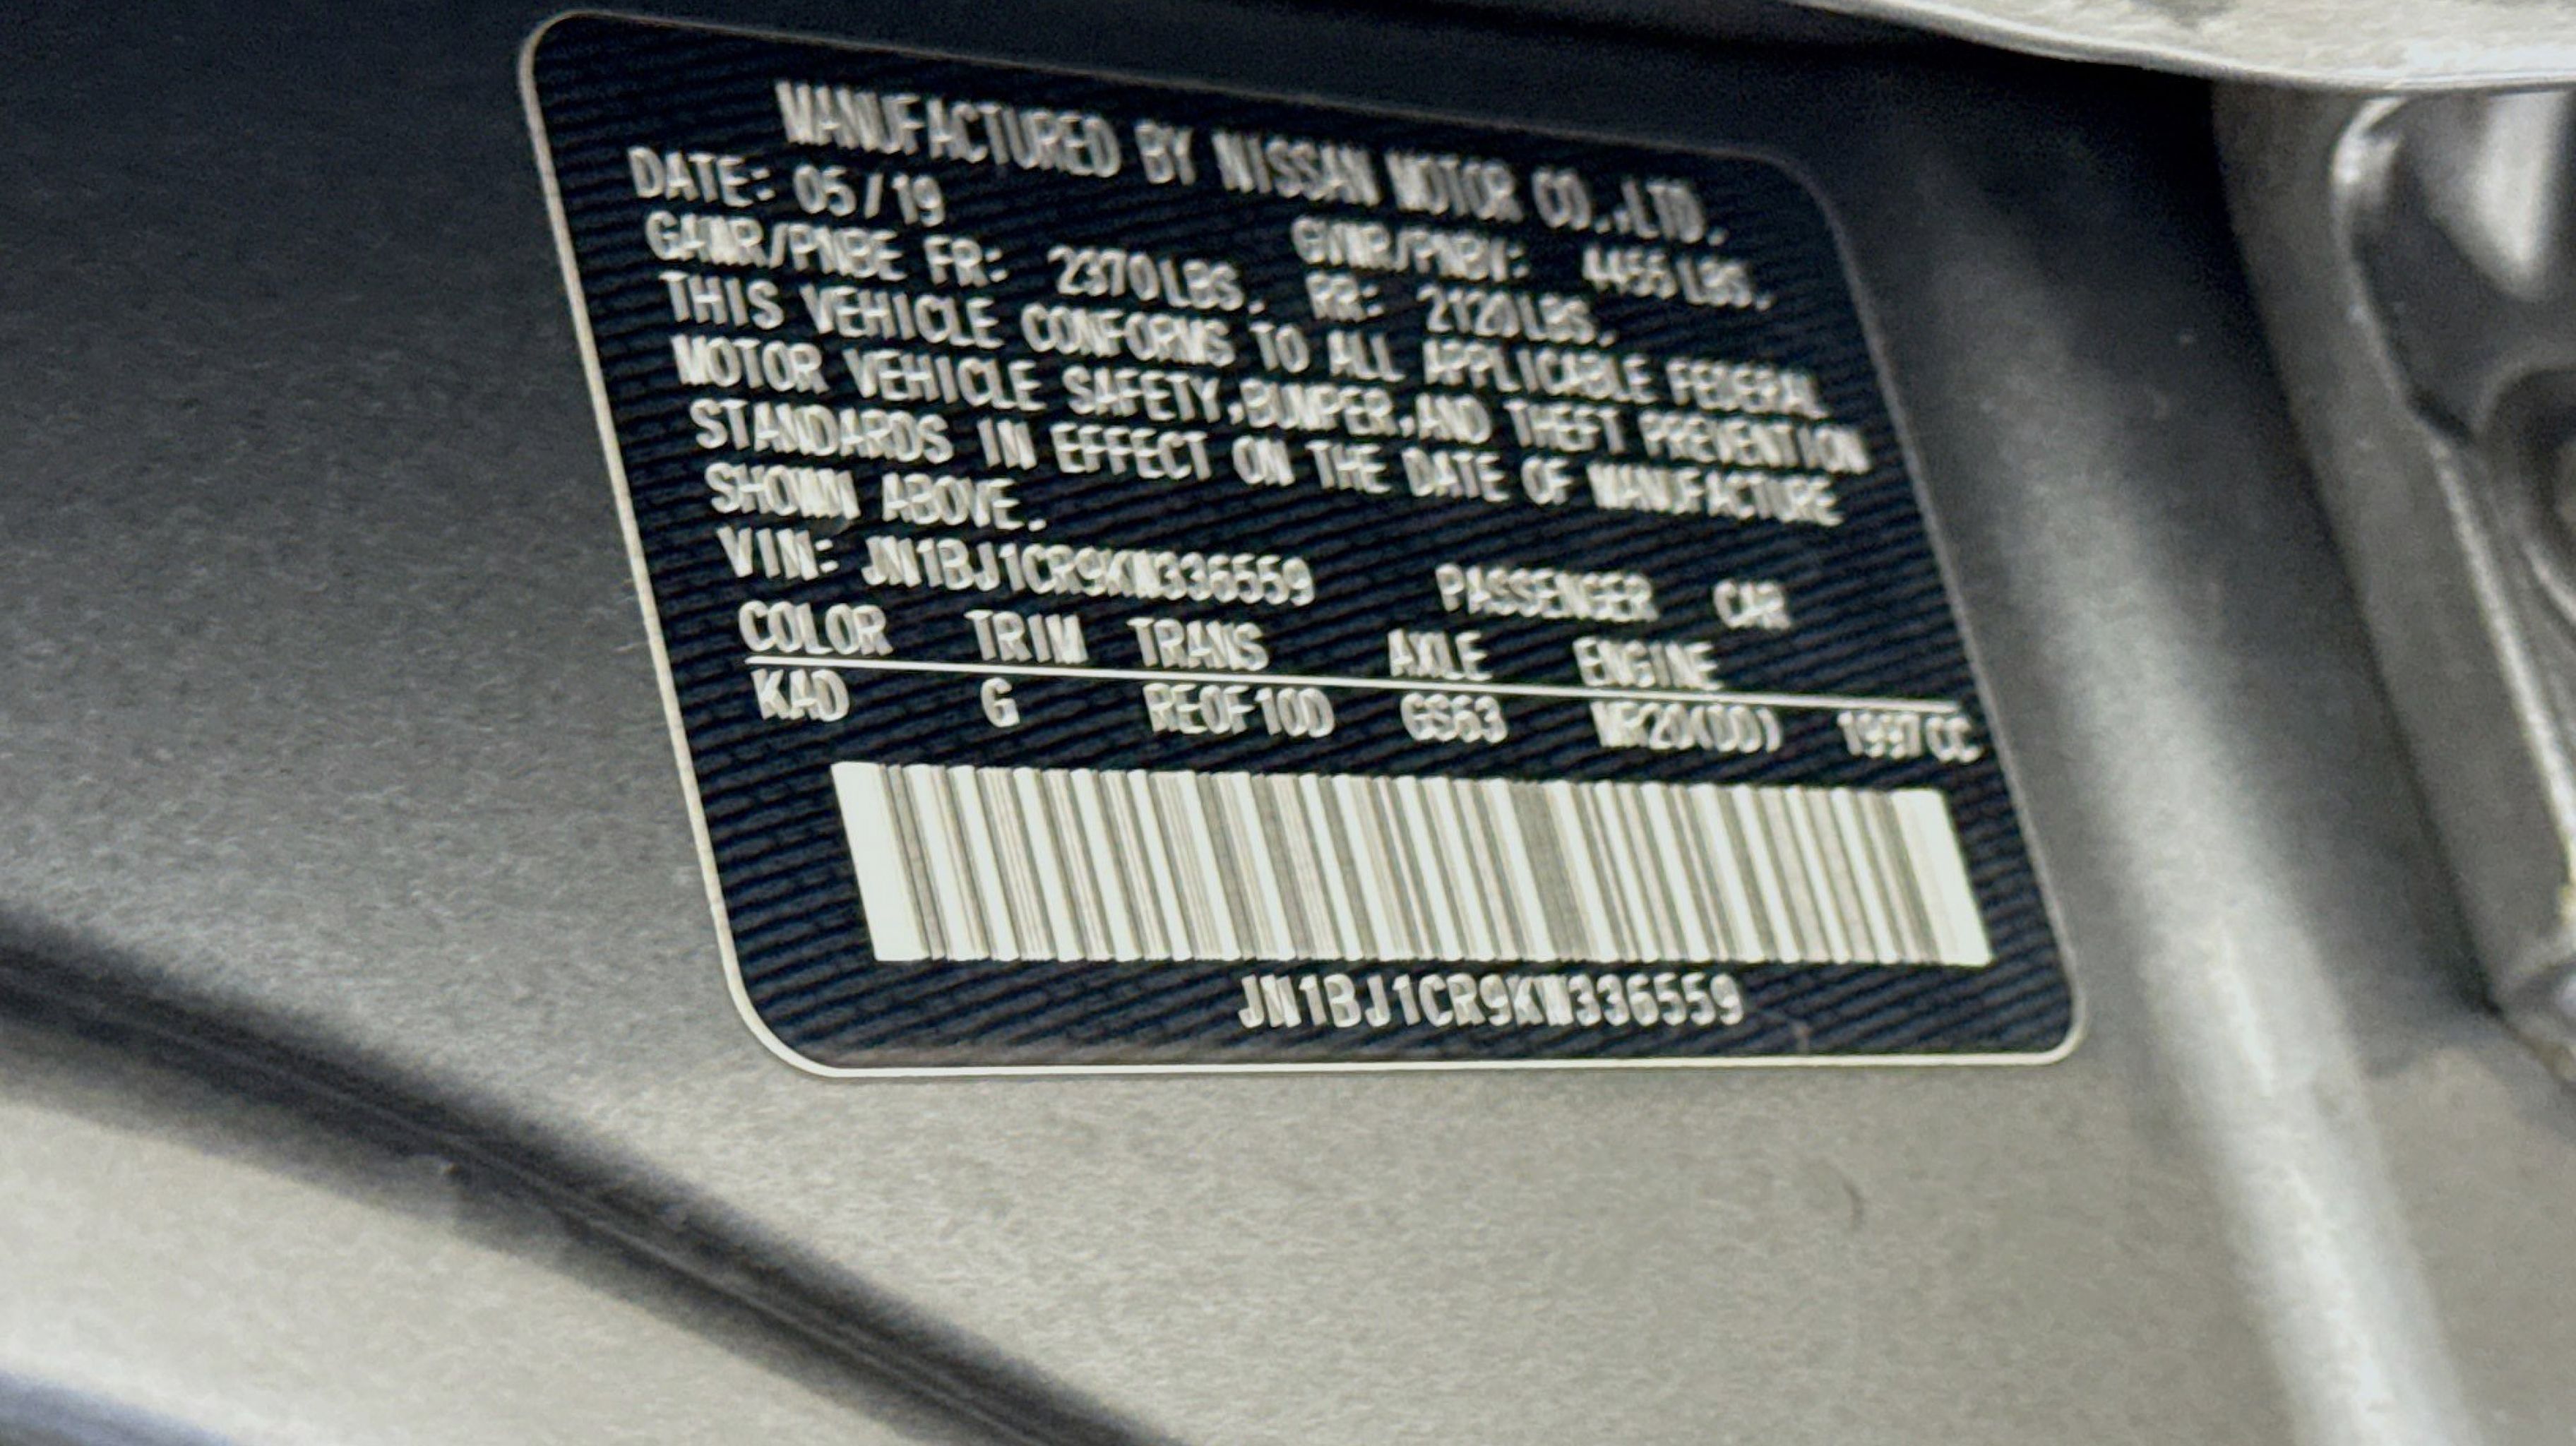 MANUFACTURED BY NISSAN MOTOR CO.,LTD.
DATE: 05/19 GVWR/PNBV: 4455 LBS.
GAWR/PNBE FR: 2370LBS. RR: 2120LBS.
THIS VEHICLE CONFORMS TO ALL APPLICABLE FEDERAL
MOTOR VEHICLE SAFETY,BUMPER,AND THEFT PREVENTION
STANDARDS IN EFFECT ON THE DATE OF MANUFACTURE
SHOWN ABOVE.
VIN: JN1BJ1CR9KW336559 PASSENGER CAR
COLOR TRIM TRANS AXLE ENGINE
KAD G RE0F10D GS63 MR20(DD) 1997CC
JN1BJ1CR9KW336559